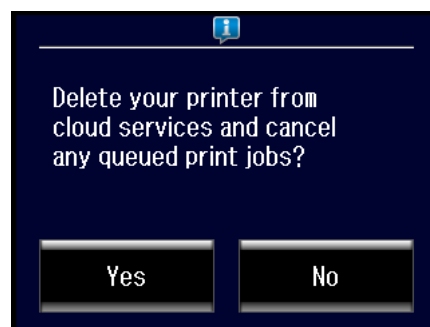 Delete your printer from
cloud services and cancel
any queued print jobs?
Yes No